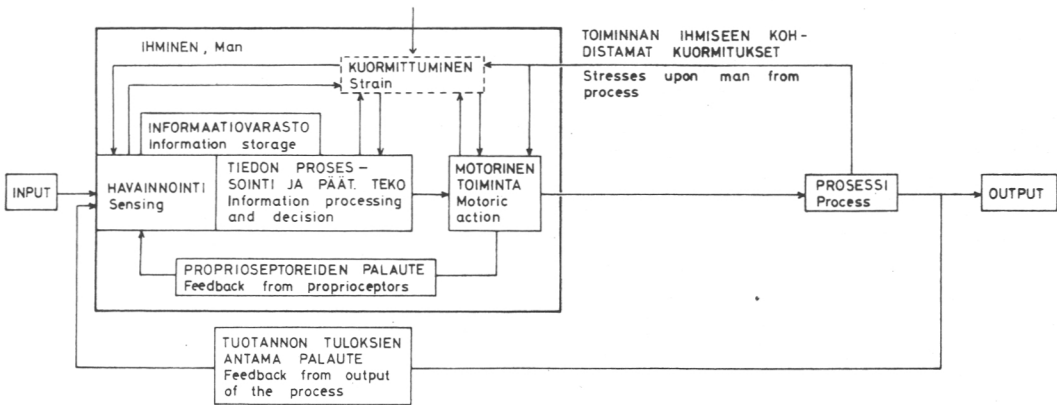 IHMINEN, Man
KUORMITTUMINEN
Strain
TOIMINNAN IHMISEEN KOH-
DISTAMAT KUORMITUKSET
Stresses upon man from
process
INFORMAATIOVARASTO
Information storage
INPUT
HAVAINNOINTI
Sensing
TIEDON PROSES-
SOINTI JA PÄÄT. TEKO
Information processing
and decision
MOTORINEN
TOIMINTA
Motoric
action
PROSESSI
Process
OUTPUT
PROPRIOSEPTOREIDEN PALAUTE
Feedback from proprioceptors
TUOTANNON TULOKSIEN
ANTAMA PALAUTE
Feedback from output
of the process